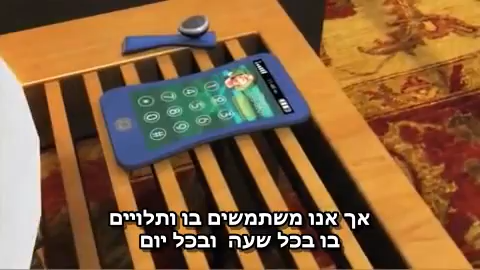 אך אנו משתמשים בו ותלויים
בו בכל שעה ובכל יום